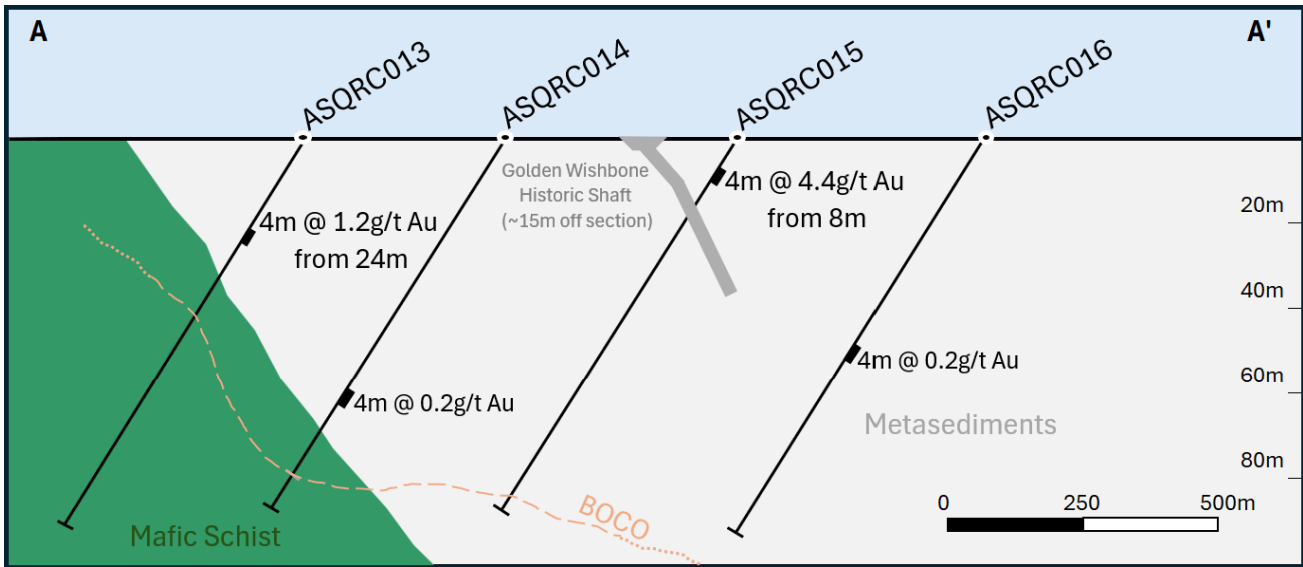 A
A'
ASQRC013
ASQRC014
ASQRC015
ASQRC016
Golden Wishbone
Historic Shaft
(~15m off section)
4m @ 4.4g/t Au
from 8m
4m @ 1.2g/t Au
from 24m
20m
40m
4m @ 0.2g/t Au
60m
4m @ 0.2g/t Au
Metasediments
80m
0 250 500m
BOCO
Mafic Schist